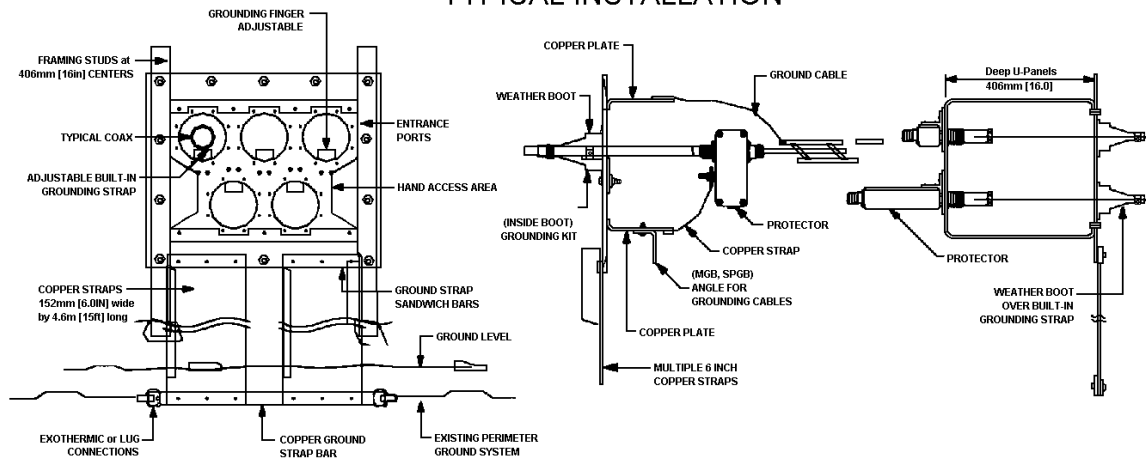 TYPICAL INSTALLATION
GROUNDING FINGER
ADJUSTABLE
FRAMING STUDS at
406mm [16in] CENTERS
TYPICAL COAX
ADJUSTABLE BUILT-IN
GROUNDING STRAP
ENTRANCE
PORTS
HAND ACCESS AREA
COPPER STRAPS
152mm [6.0IN] wide
by 4.6m [15ft] long
GROUND STRAP
SANDWICH BARS
GROUND LEVEL
EXOTHERMIC or LUG
CONNECTIONS
COPPER GROUND
STRAP BAR
EXISTING PERIMETER
GROUND SYSTEM
COPPER PLATE
GROUND CABLE
WEATHER BOOT
(INSIDE BOOT)
GROUNDING KIT
PROTECTOR
COPPER STRAP
(MGB, SPGB)
ANGLE FOR
GROUNDING CABLES
COPPER PLATE
MULTIPLE 6 INCH
COPPER STRAPS
Deep U-Panels
406mm [16.0]
PROTECTOR
WEATHER BOOT
OVER BUILT-IN
GROUNDING STRAP